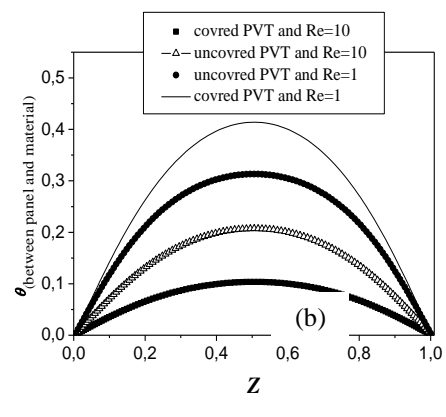 covred PVT and Re=10
uncovred PVT and Re=10
uncovred PVT and Re=1
covred PVT and Re=1
0,5
0,4
0,3
0,2
0,1
0,0
θ(between panel and material)
(b)
0,0 0,2 0,4 0,6 0,8 1,0
Z